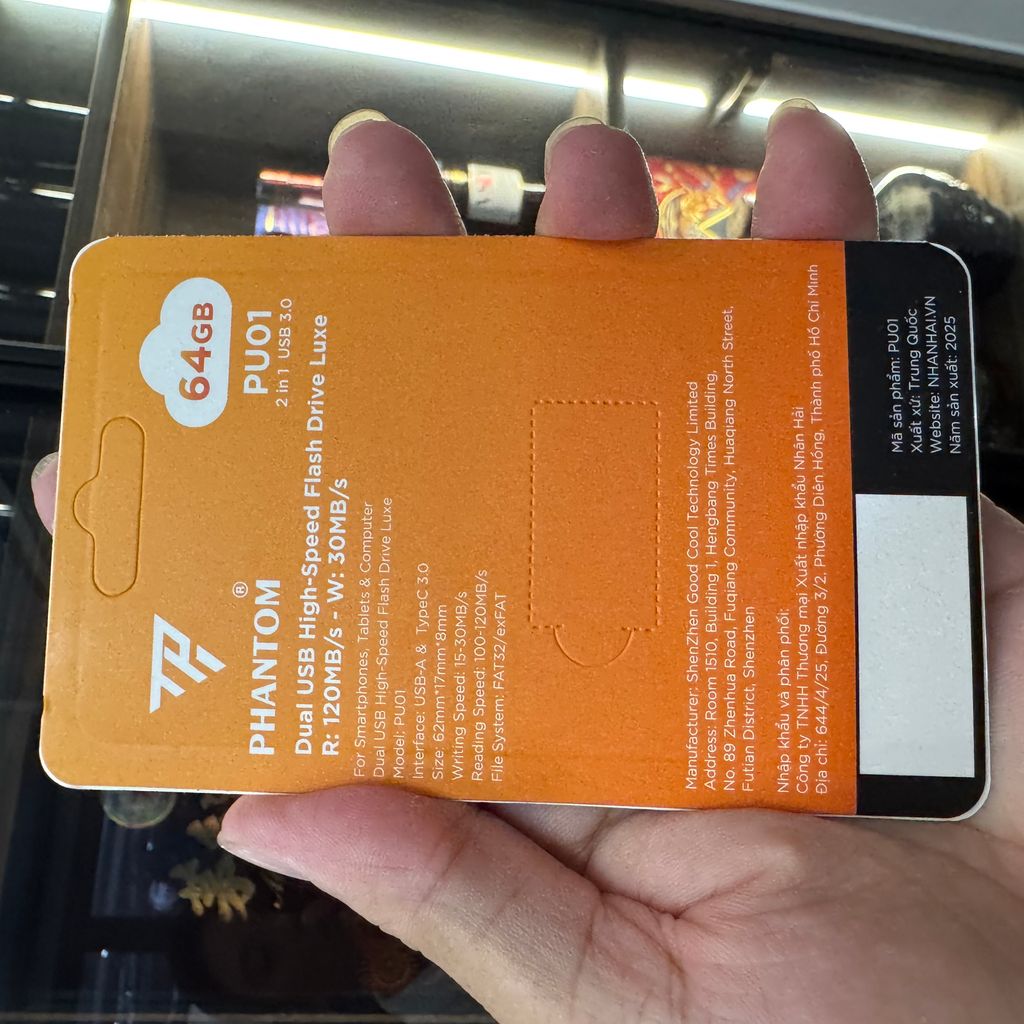 64GB
PHANTOM®
PU01
2 in 1 USB 3.0
Dual USB High-Speed Flash Drive Luxe
R: 120MB/s - W: 30MB/s
For Smartphones, Tablets & Computer
Dual USB High-Speed Flash Drive Luxe
Model: PU01
Interface: USB-A & TypeC 3.0
Size: 62mm*17mm*8mm
Writing Speed: 15-30MB/s
Reading Speed: 100-120MB/s
File System: FAT32/exFAT
Manufacturer: ShenZhen Good Cool Technology Limited
Address: Room 1510, Building 1, Hengbang Times Building,
No. 89 Zhenhua Road, Fuqiang Community, Huaqiang North Street,
Futian District, Shenzhen
Nhập khẩu và phân phối:
Công ty TNHH Thương mại Xuất nhập khẩu Nhân Hải
Địa chỉ: 644/4/25, Đường 3/2, Phường Diên Hồng, Thành phố Hồ Chí Minh
Mã sản phẩm: PU01
Xuất xứ: Trung Quốc
Website: NHANHAI.VN
Năm sản xuất: 2025